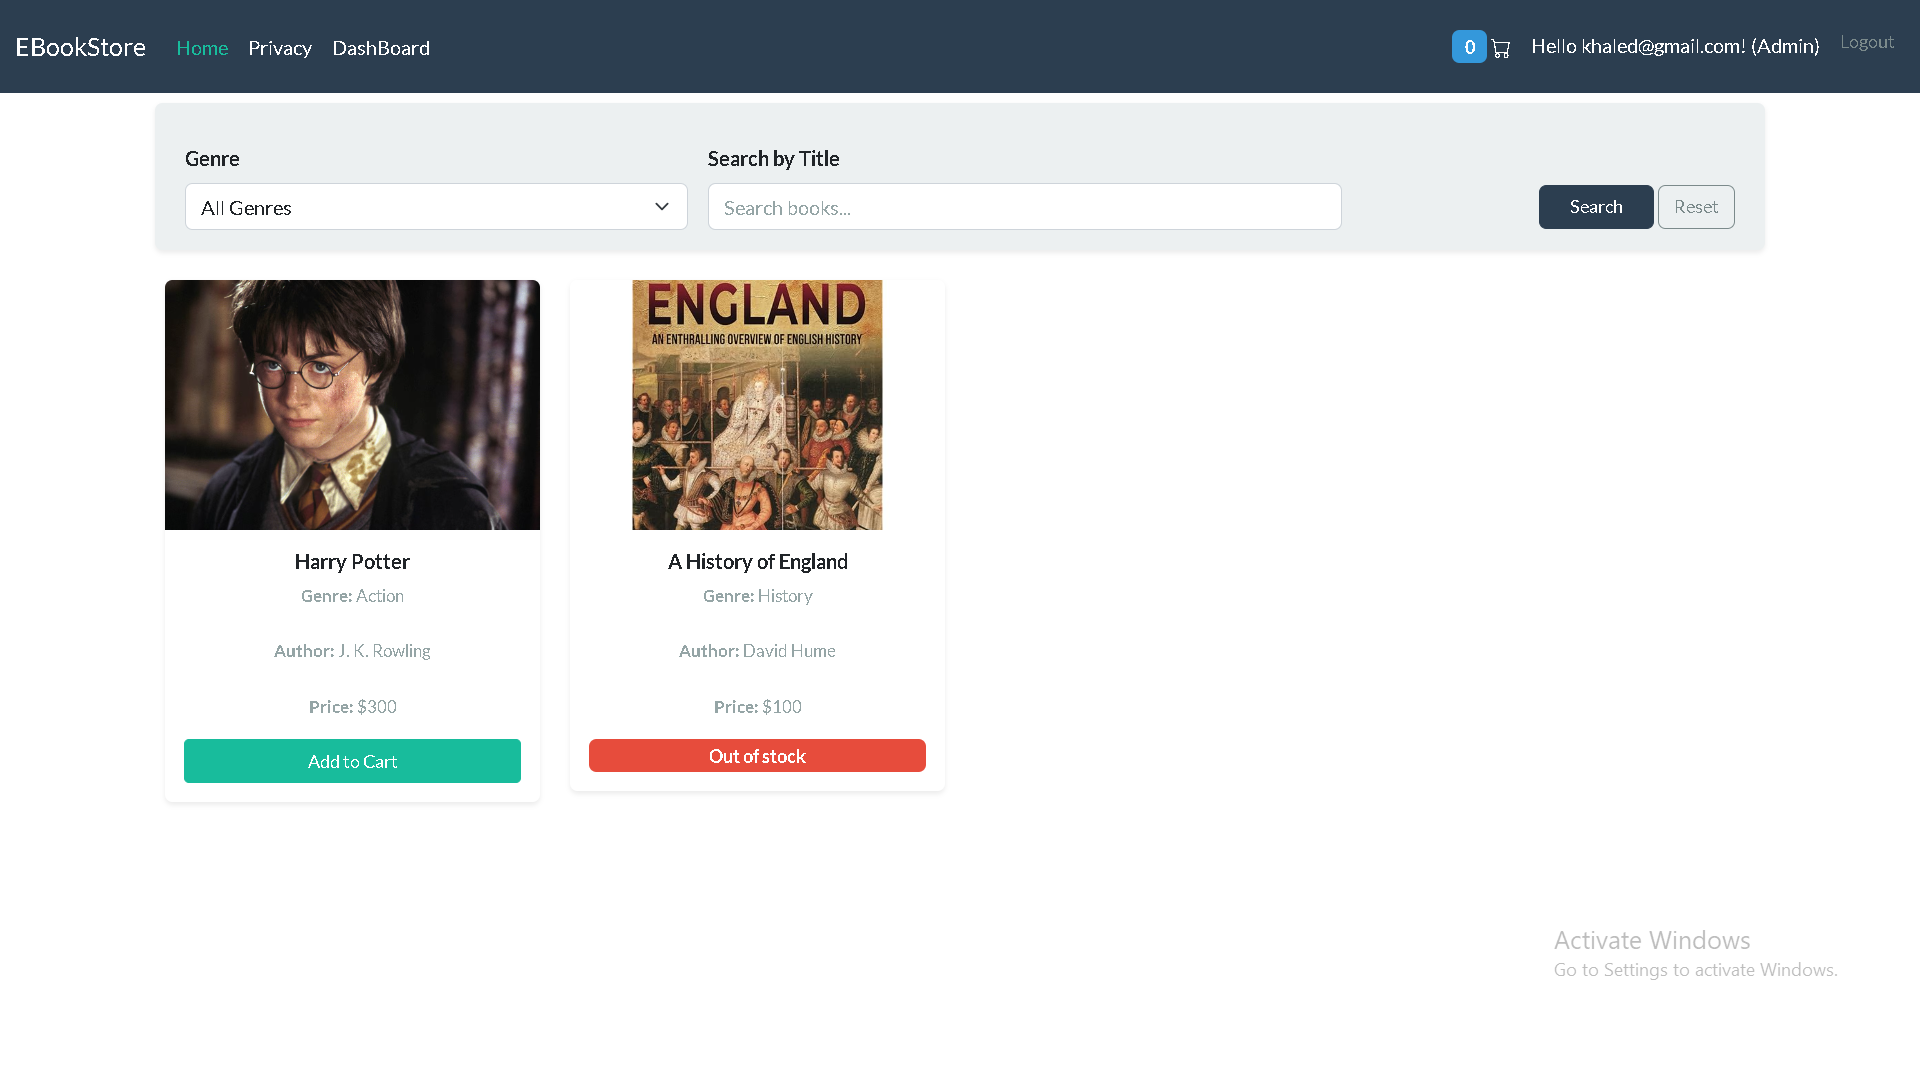 EBookStore Home Privacy DashBoard 0 Hello khaled@gmail.com! (Admin) Logout
Genre Search by Title
All Genres Search books... Search Reset
ENGLAND
AN ENTHRALLING OVERVIEW OF ENGLISH HISTORY
Harry Potter
Genre: Action
Author: J. K. Rowling
Price: $300
Add to Cart
A History of England
Genre: History
Author: David Hume
Price: $100
Out of stock
Activate Windows
Go to Settings to activate Windows.